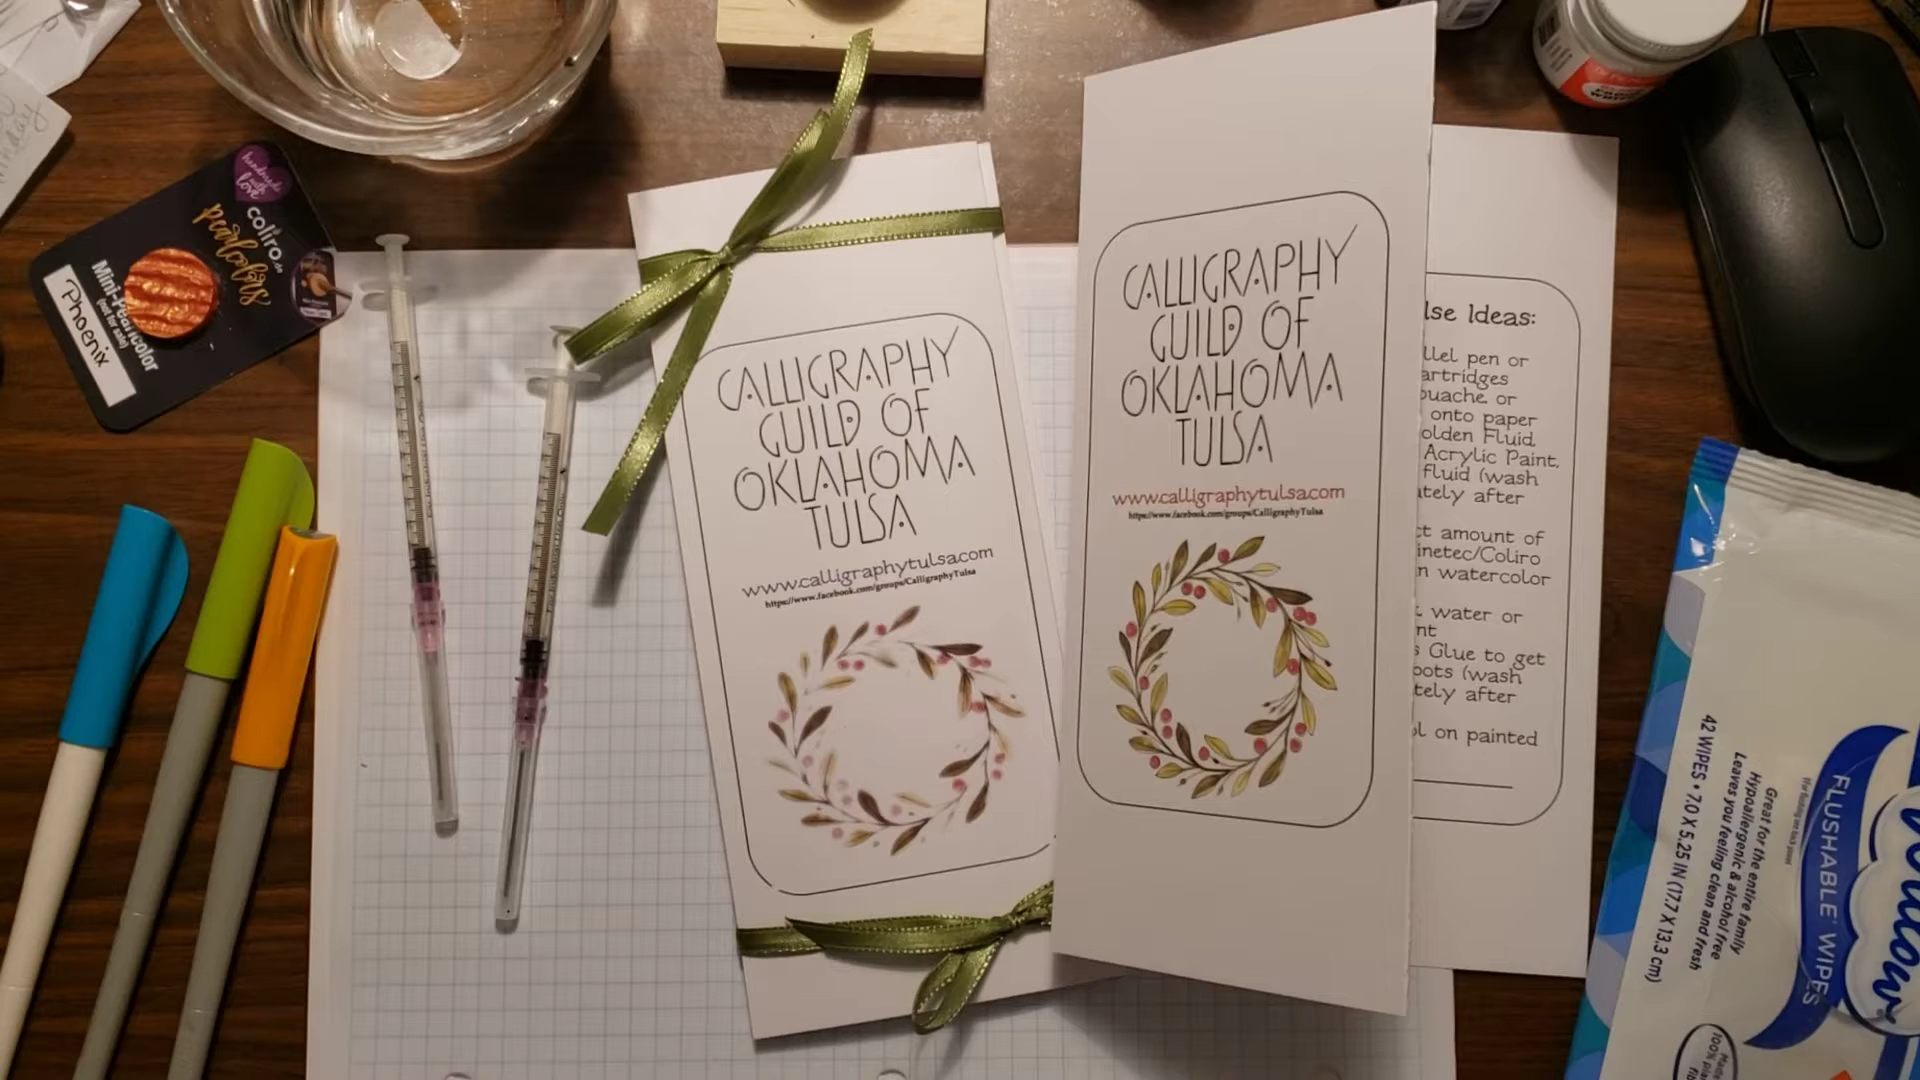 handmade
with
love
coliro.de
pearlcolors
Mini-Pearlcolor
(not for sale)
Phoenix
CALLIGRAPHY
GUILD OF
OKLAHOMA
TULSA
www.calligraphytulsa.com
https://www.facebook.com/groups/CalligraphyTulsa
CALLIGRAPHY
GUILD OF
OKLAHOMA
TULSA
www.calligraphytulsa.com
https://www.facebook.com/groups/CalligraphyTulsa
lse Ideas:
llel pen or
artridges
ouache or
onto paper
olden Fluid
Acrylic Paint,
fluid (wash
ately after
ct amount of
inetec/Coliro
n watercolor
water or
nt
s Glue to get
oots (wash
tely after
ol on painted
FLUSHABLE WIPES
Great for the entire family
Hypoallergenic & alcohol free
Leaves you feeling clean and fresh
42 WIPES • 7.0 X 5.25 IN (17.7 X 13.3 cm)